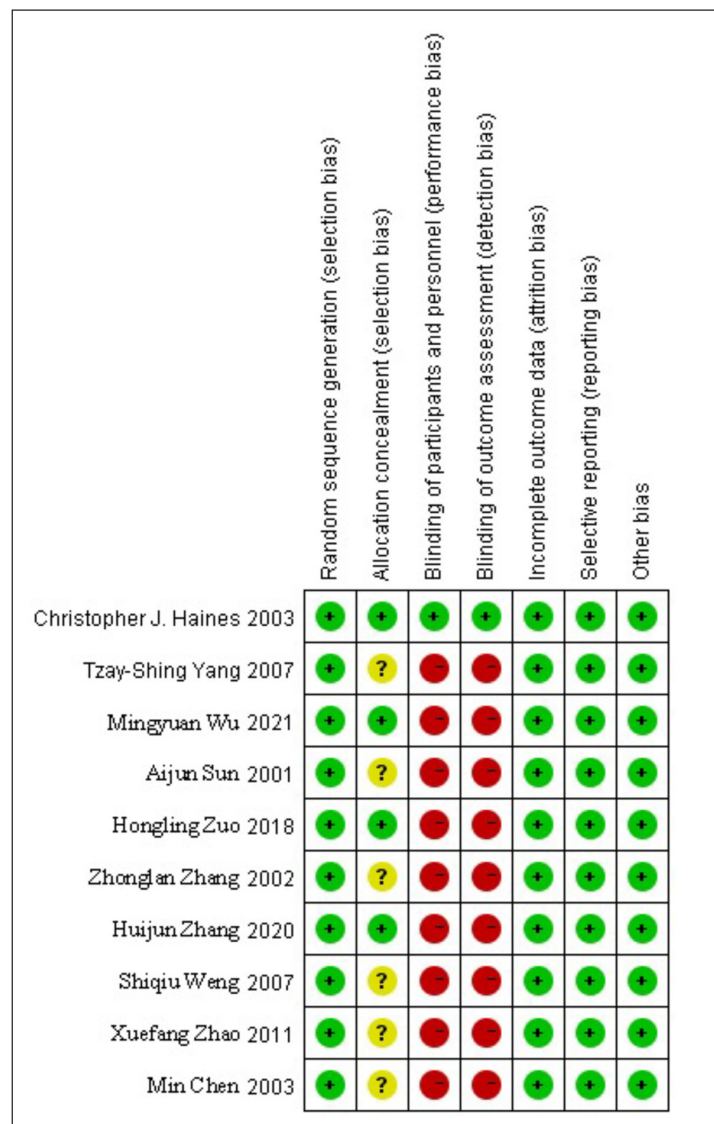 Random sequence generation (selection bias)
Allocation concealment (selection bias)
Blinding of participants and personnel (performance bias)
Blinding of outcome assessment (detection bias)
Incomplete outcome data (attrition bias)
Selective reporting (reporting bias)
Other bias
Christopher J. Haines 2003 + + + + + + +
Tzay-Shing Yang 2007 + ? - - + + +
Mingyuan Wu 2021 + + - - + + +
Aijun Sun 2001 + ? - - + + +
Hongling Zuo 2018 + + - - + + +
Zhonglan Zhang 2002 + ? - - + + +
Huijun Zhang 2020 + + - - + + +
Shiqiu Weng 2007 + ? - - + + +
Xuefang Zhao 2011 + ? - - + + +
Min Chen 2003 + ? - - + + +